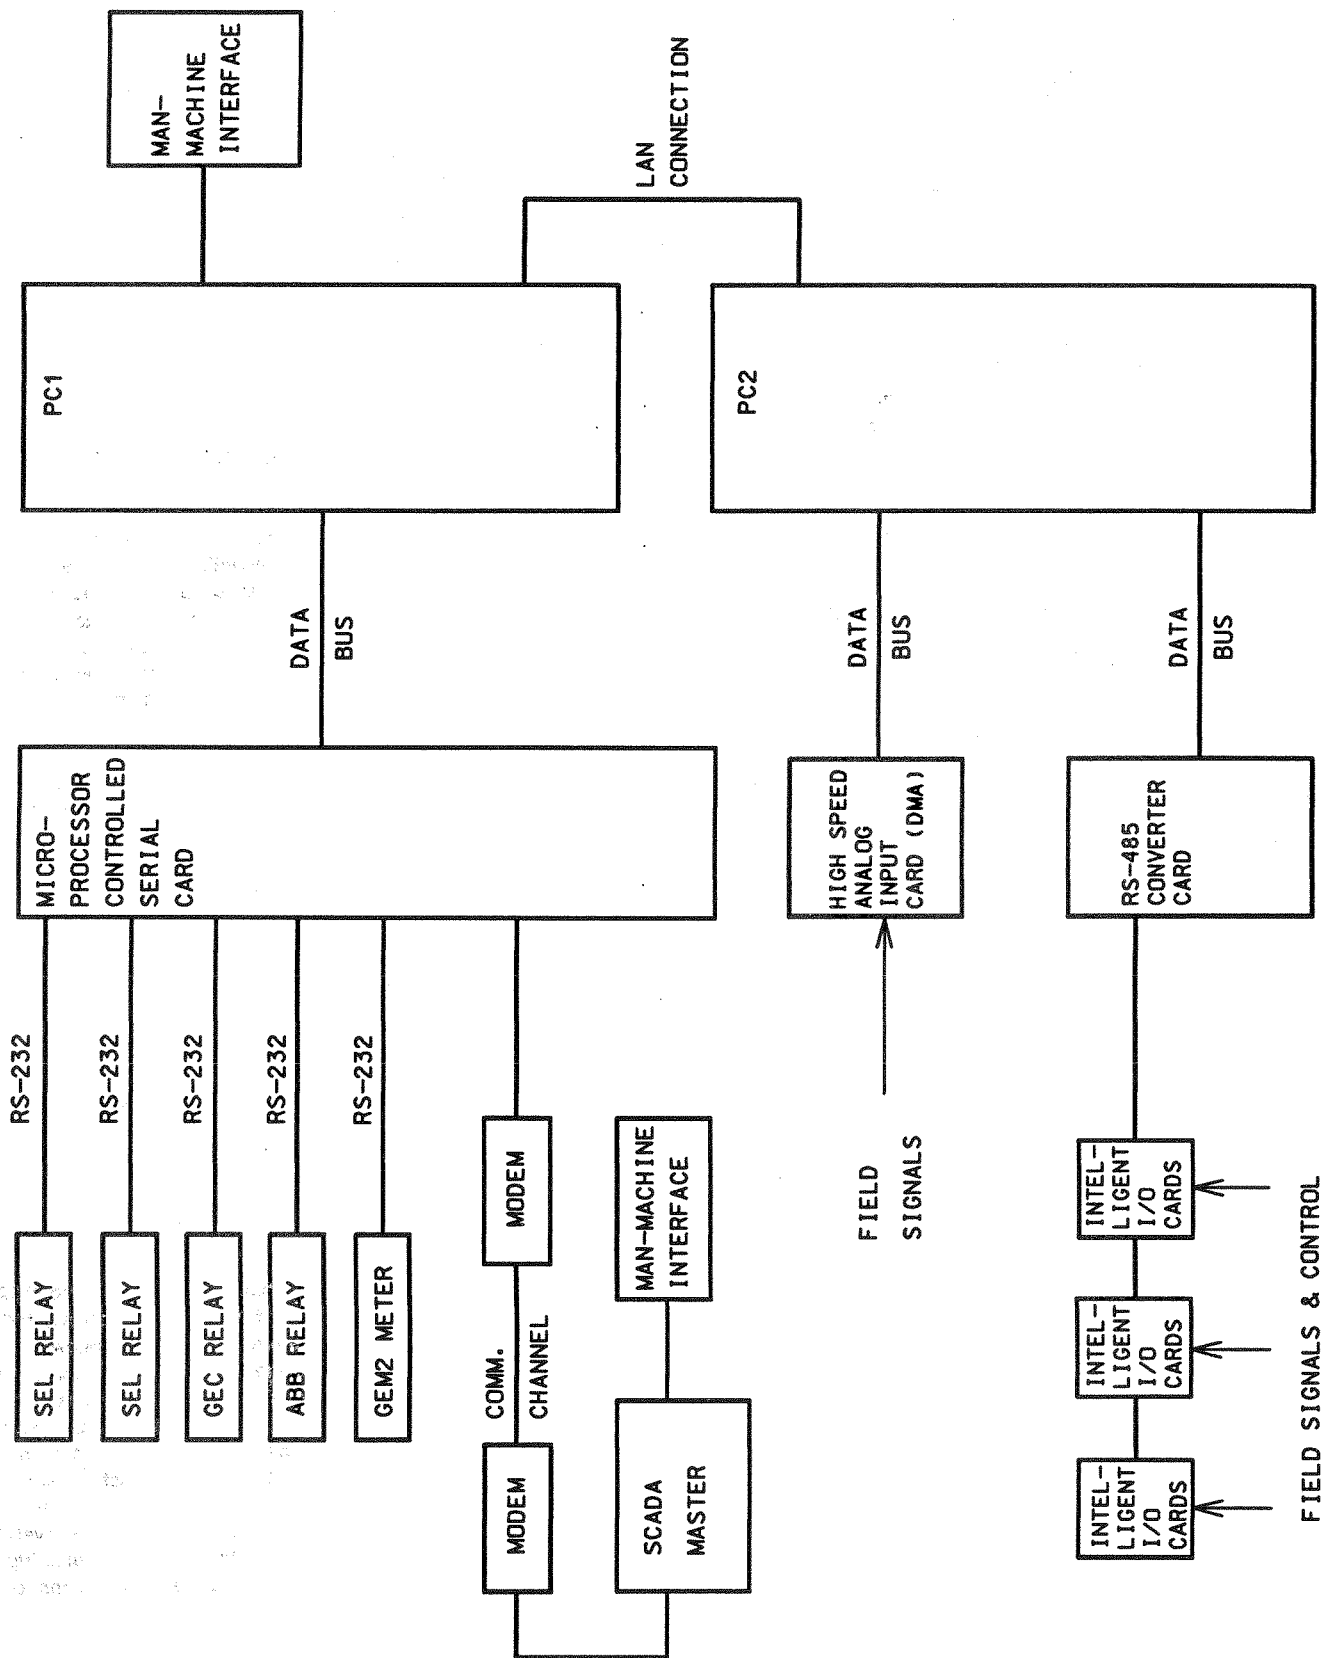 SEL RELAY
SEL RELAY
GEC RELAY
ABB RELAY
GEM2 METER
RS-232
RS-232
RS-232
RS-232
RS-232
MICRO-
PROCESSOR
CONTROLLED
SERIAL
CARD
DATA
BUS
PC1
MAN-
MACHINE
INTERFACE
MODEM
COMM.
CHANNEL
MODEM
SCADA
MASTER
MAN-MACHINE
INTERFACE
LAN
CONNECTION
FIELD
SIGNALS
HIGH SPEED
ANALOG
INPUT
CARD (DMA)
DATA
BUS
PC2
INTEL-
LIGENT
I/O
CARDS
INTEL-
LIGENT
I/O
CARDS
INTEL-
LIGENT
I/O
CARDS
RS-485
CONVERTER
CARD
DATA
BUS
FIELD SIGNALS & CONTROL